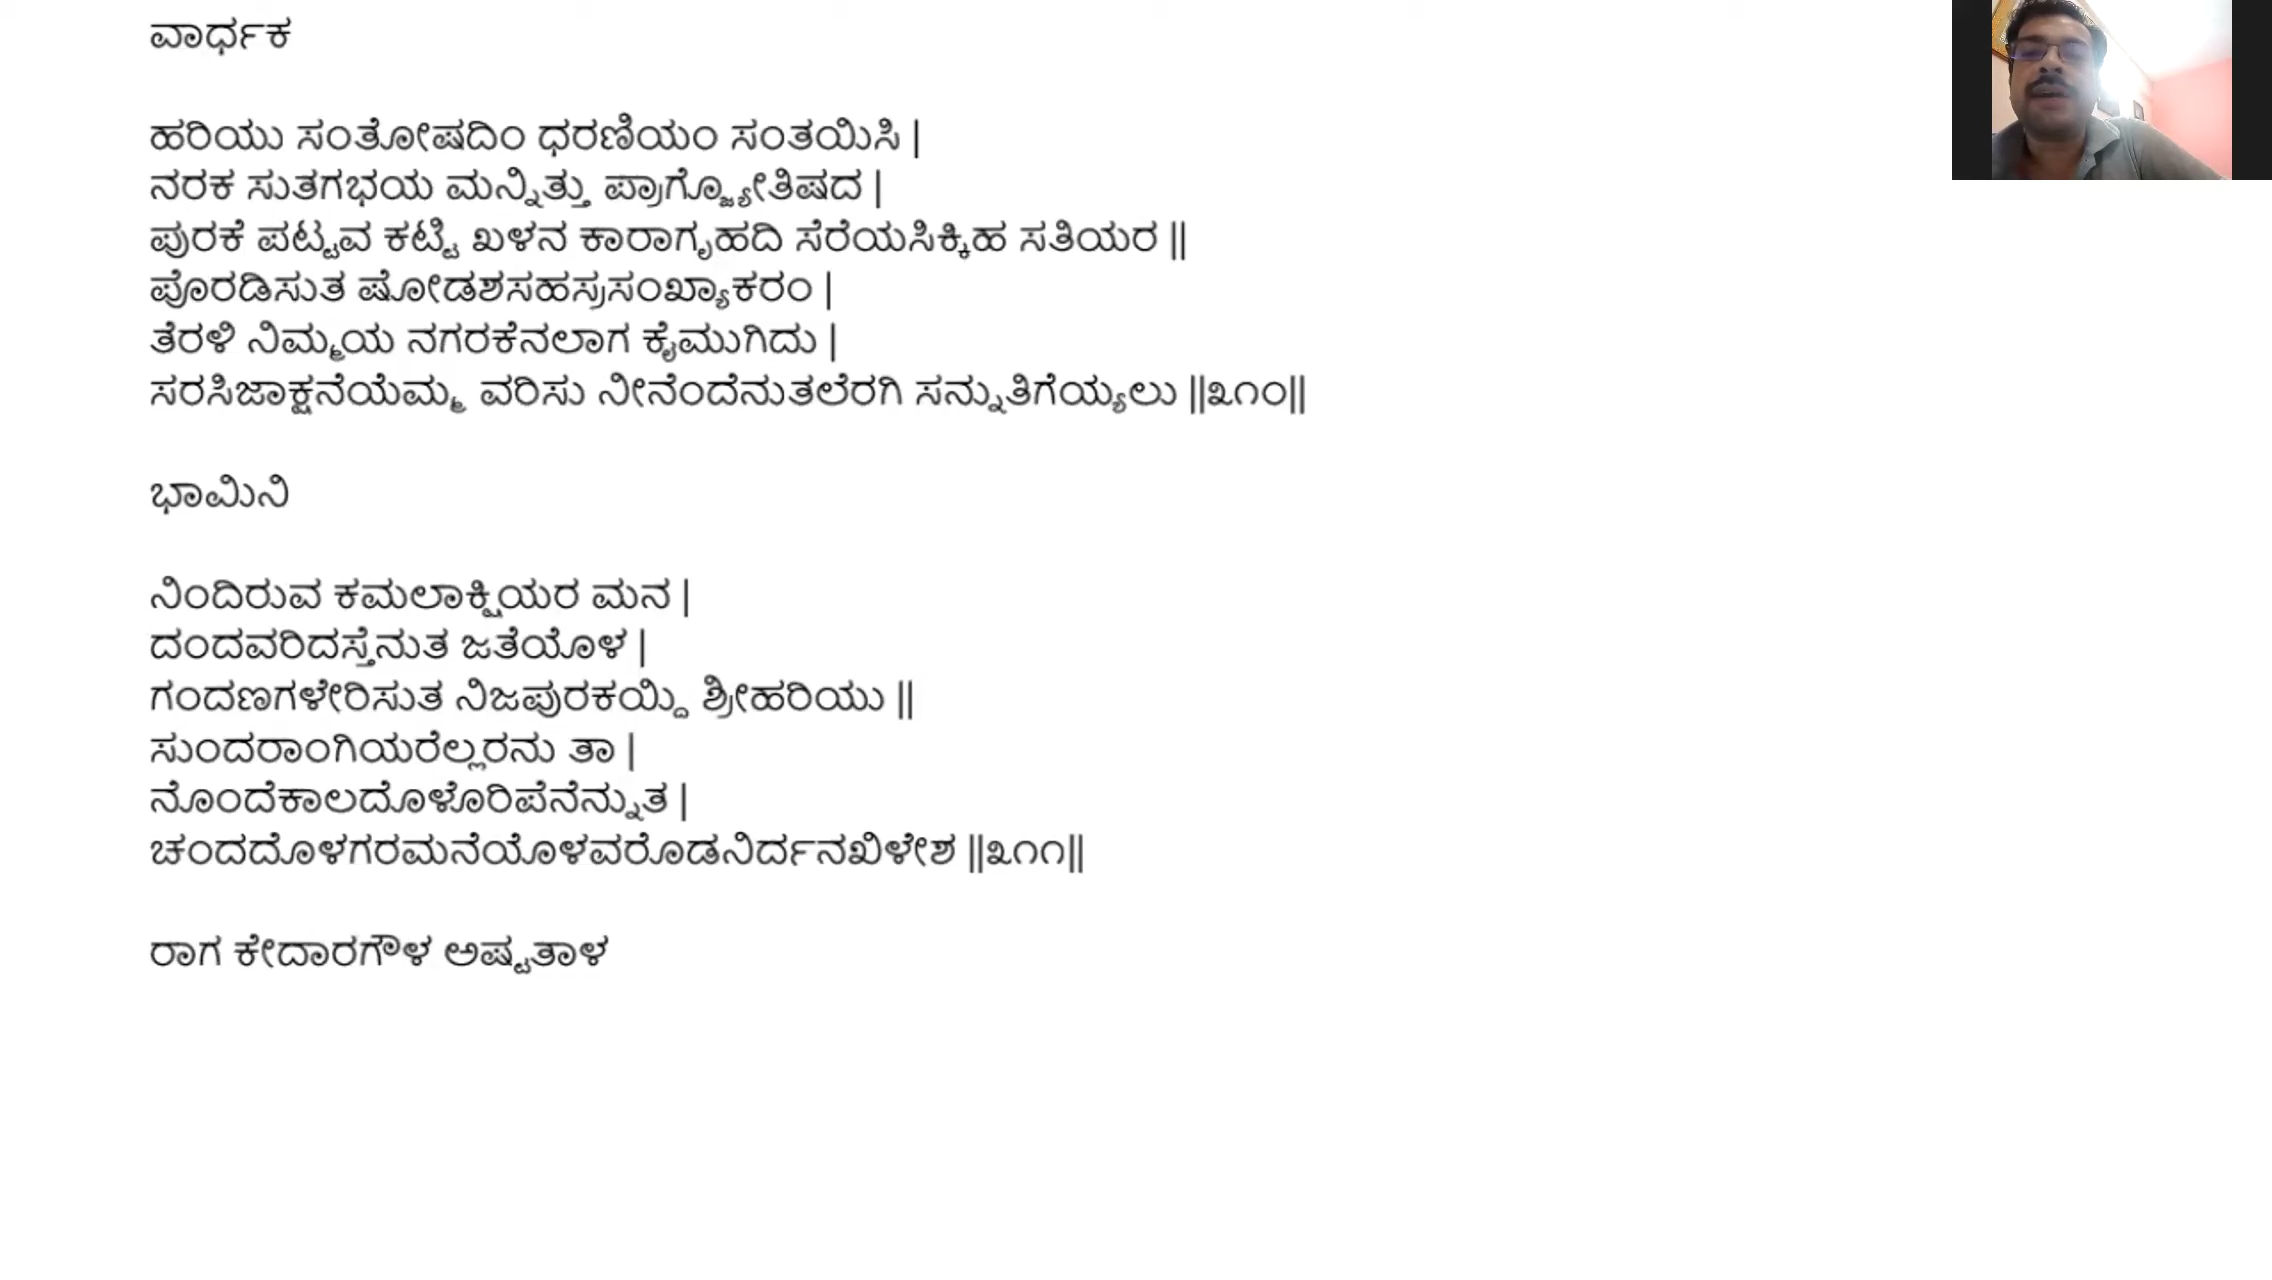 ವಾರ್ಧಕ
ಹರಿಯು ಸಂತೋಷದಿಂ ಧರಣಿಯಂ ಸಂತಯಿಸಿ |
ನರಕ ಸುತಗಭಯ ಮನ್ನಿತ್ತು ಪ್ರಾಗ್ಜ್ಯೋತಿಷದ |
ಪುರಕೆ ಪಟ್ಟವ ಕಟ್ಟಿ ಖಳನ ಕಾರಾಗೃಹದಿ ಸೆರೆಯಸಿಕ್ಕಿಹ ಸತಿಯರ ||
ಪೊರಡಿಸುತ ಷೋಡಶಸಹಸ್ರಸಂಖ್ಯಾಕರಂ |
ತೆರಳಿ ನಿಮ್ಮಯ ನಗರಕೆನಲಾಗ ಕೈಮುಗಿದು |
ಸರಸಿಜಾಕ್ಷನೆಯೆಮ್ಮ ವರಿಸು ನೀನೆಂದೆನುತಲೆರಗಿ ಸನ್ನುತಿಗೆಯ್ಯಲು ||೩೧೦||
ಭಾಮಿನಿ
ನಿಂದಿರುವ ಕಮಲಾಕ್ಷಿಯರ ಮನ |
ದಂದವರಿದಸ್ತೆನುತ ಜತೆಯೊಳ |
ಗಂದಣಗಳೇರಿಸುತ ನಿಜಪುರಕಯ್ದಿ ಶ್ರೀಹರಿಯು ||
ಸುಂದರಾಂಗಿಯರೆಲ್ಲರನು ತಾ |
ನೊಂದೆಕಾಲದೊಳೊರಿಪೆನೆನ್ನುತ |
ಚಂದದೊಳಗರಮನೆಯೊಳವರೊಡನಿರ್ದನಖಿಳೇಶ ||೩೧೧||
ರಾಗ ಕೇದಾರಗೌಳ ಅಷ್ಟತಾಳ